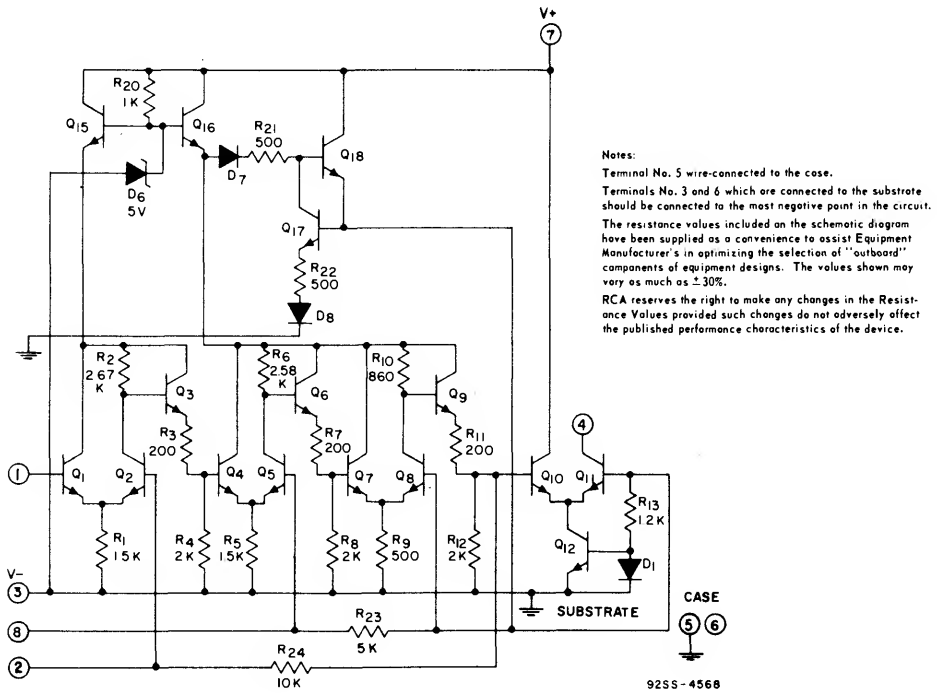 V+
7
R20
1K
Q15
Q16
R21
500
Q18
D7
D6
5V
Q17
R22
500
D8
Notes:
Terminal No. 5 wire-connected to the case.
Terminals No. 3 and 6 which are connected to the substrate
should be connected to the most negative point in the circuit.
The resistance values included on the schematic diagram
have been supplied as a convenience to assist Equipment
Manufacturer's in optimizing the selection of "outboard"
components of equipment designs. The values shown may
vary as much as ±30%.
RCA reserves the right to make any changes in the Resist-
ance Values provided such changes do not adversely affect
the published performance characteristics of the device.
R2
2.67
K
Q3
R6
2.58
K
Q6
R10
860
Q9
4
R3
200
R7
200
R11
200
1
Q1
Q2
Q4
Q5
Q7
Q8
Q10
Q11
R13
1.2K
R1
1.5K
R4
2K
R5
1.5K
R8
2K
R9
500
R12
2K
Q12
D1
V-
3
SUBSTRATE
CASE
5 6
8
R23
5K
2
R24
10K
92SS-4568